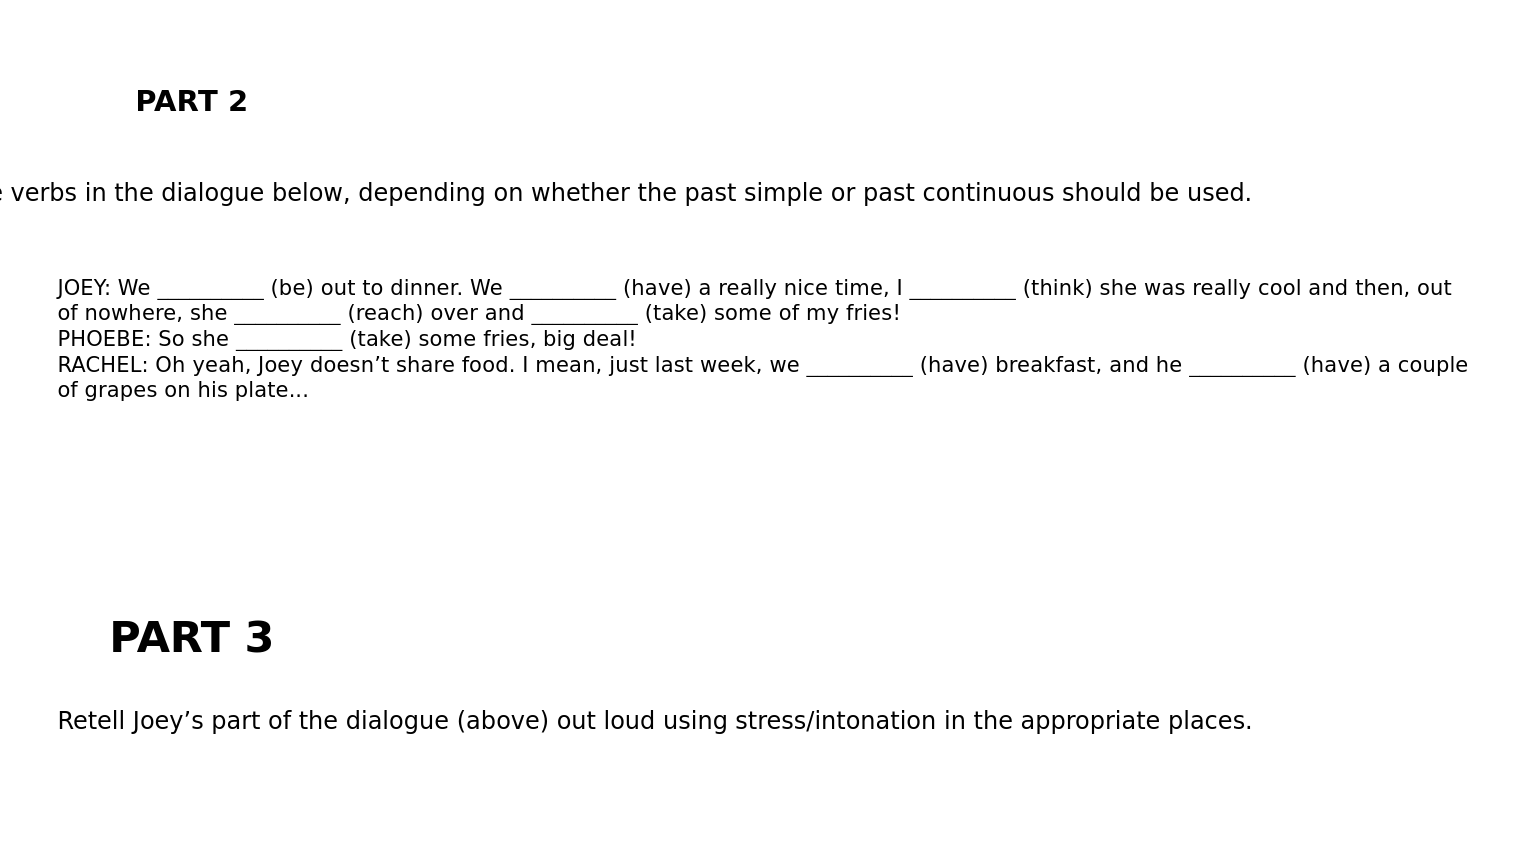 PART 2
verbs in the dialogue below, depending on whether the past simple or past continuous should be used.
JOEY: We __________ (be) out to dinner. We __________ (have) a really nice time, I __________ (think) she was really cool and then, out
of nowhere, she __________ (reach) over and __________ (take) some of my fries!
PHOEBE: So she __________ (take) some fries, big deal!
RACHEL: Oh yeah, Joey doesn’t share food. I mean, just last week, we __________ (have) breakfast, and he __________ (have) a couple
of grapes on his plate…
PART 3
Retell Joey’s part of the dialogue (above) out loud using stress/intonation in the appropriate places.